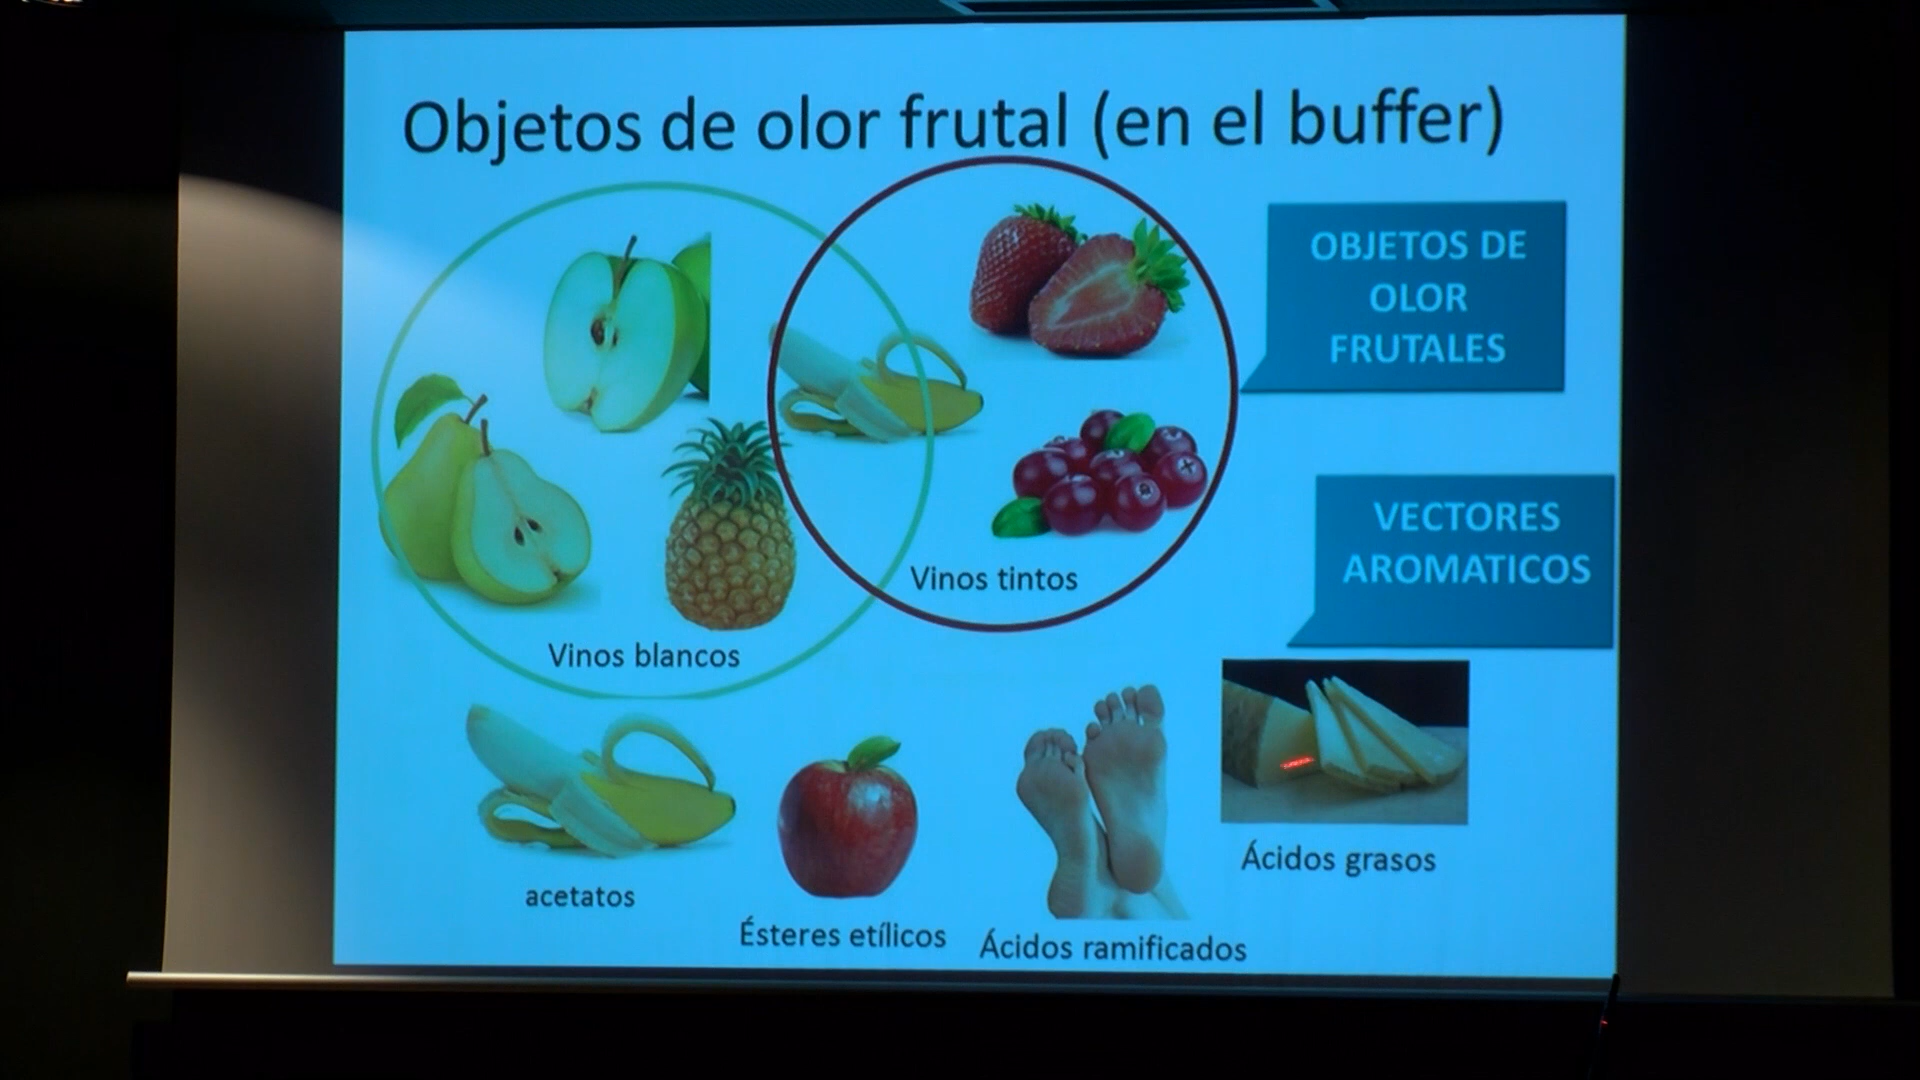 Objetos de olor frutal (en el buffer)
OBJETOS DE
OLOR
FRUTALES
VECTORES
AROMATICOS
Vinos tintos
Vinos blancos
Ácidos grasos
acetatos
Ésteres etílicos
Ácidos ramificados